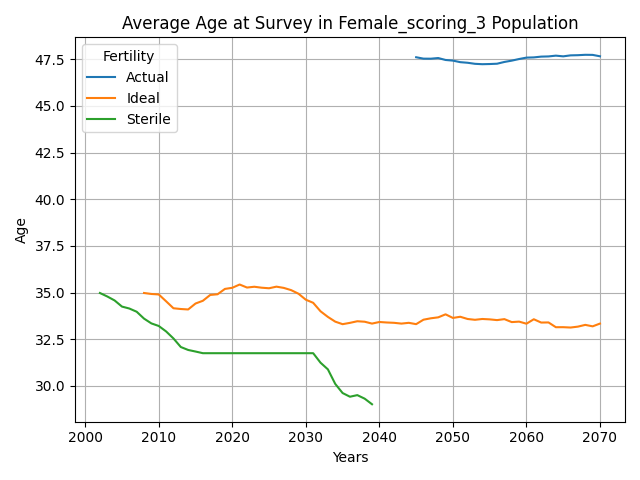 Average Age at Survey in Female_scoring_3 Population
Fertility
Actual
Ideal
Sterile
Age
47.5
45.0
42.5
40.0
37.5
35.0
32.5
30.0
2000 2010 2020 2030 2040 2050 2060 2070
Years